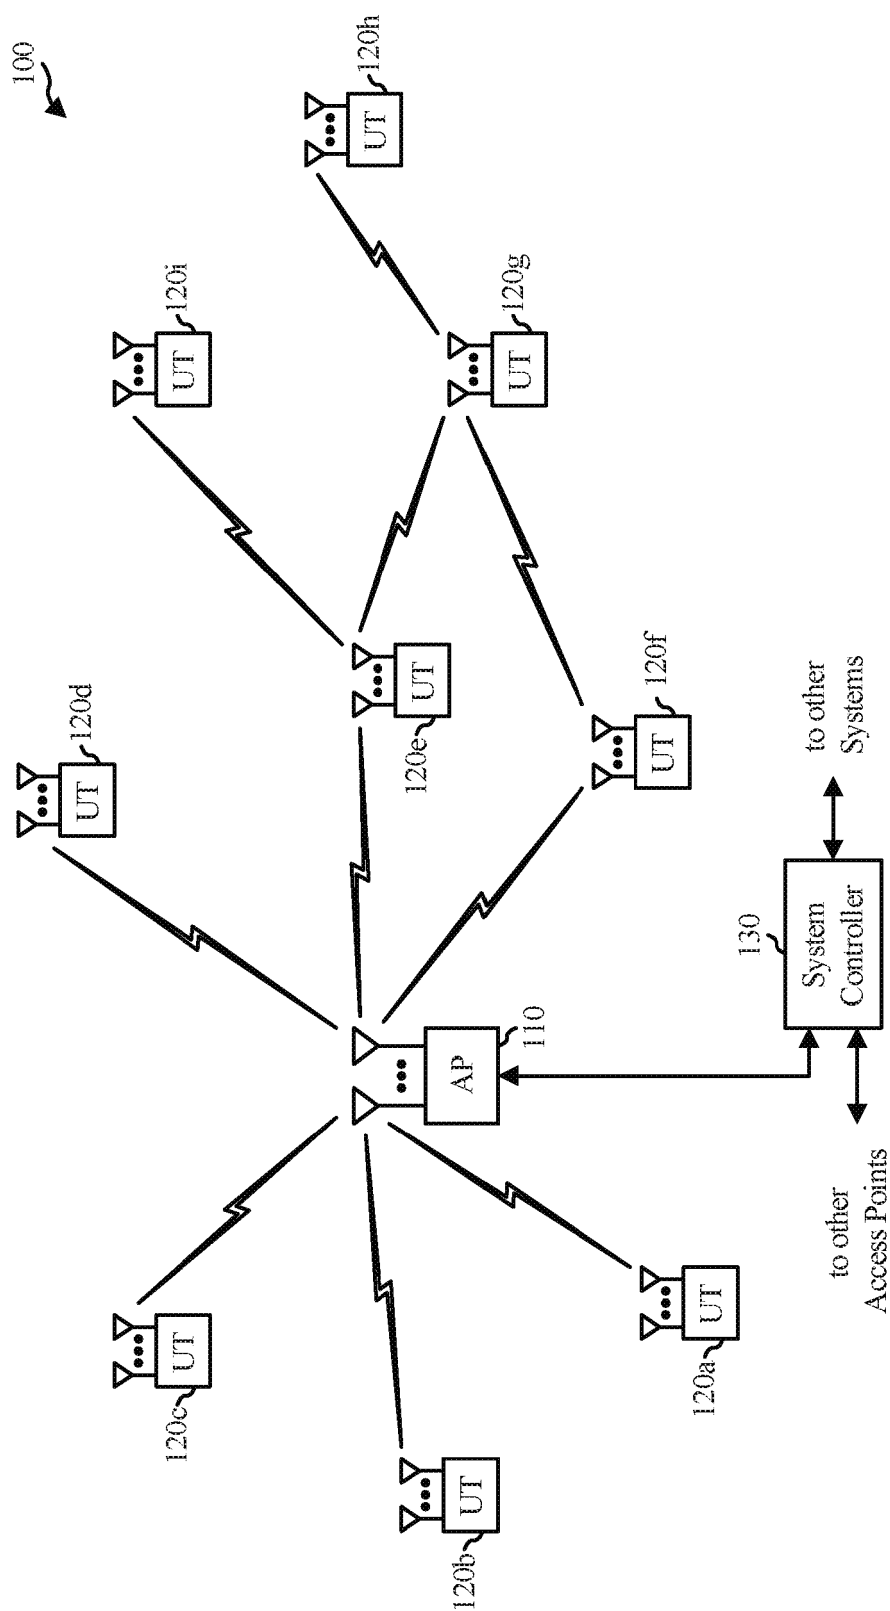 100
UT
120d
120c
UT
UT
120i
UT
120h
120e
UT
120b
UT
AP
110
UT
120g
UT
120f
120a
UT
130
System
Controller
to other
Systems
to other
Access Points